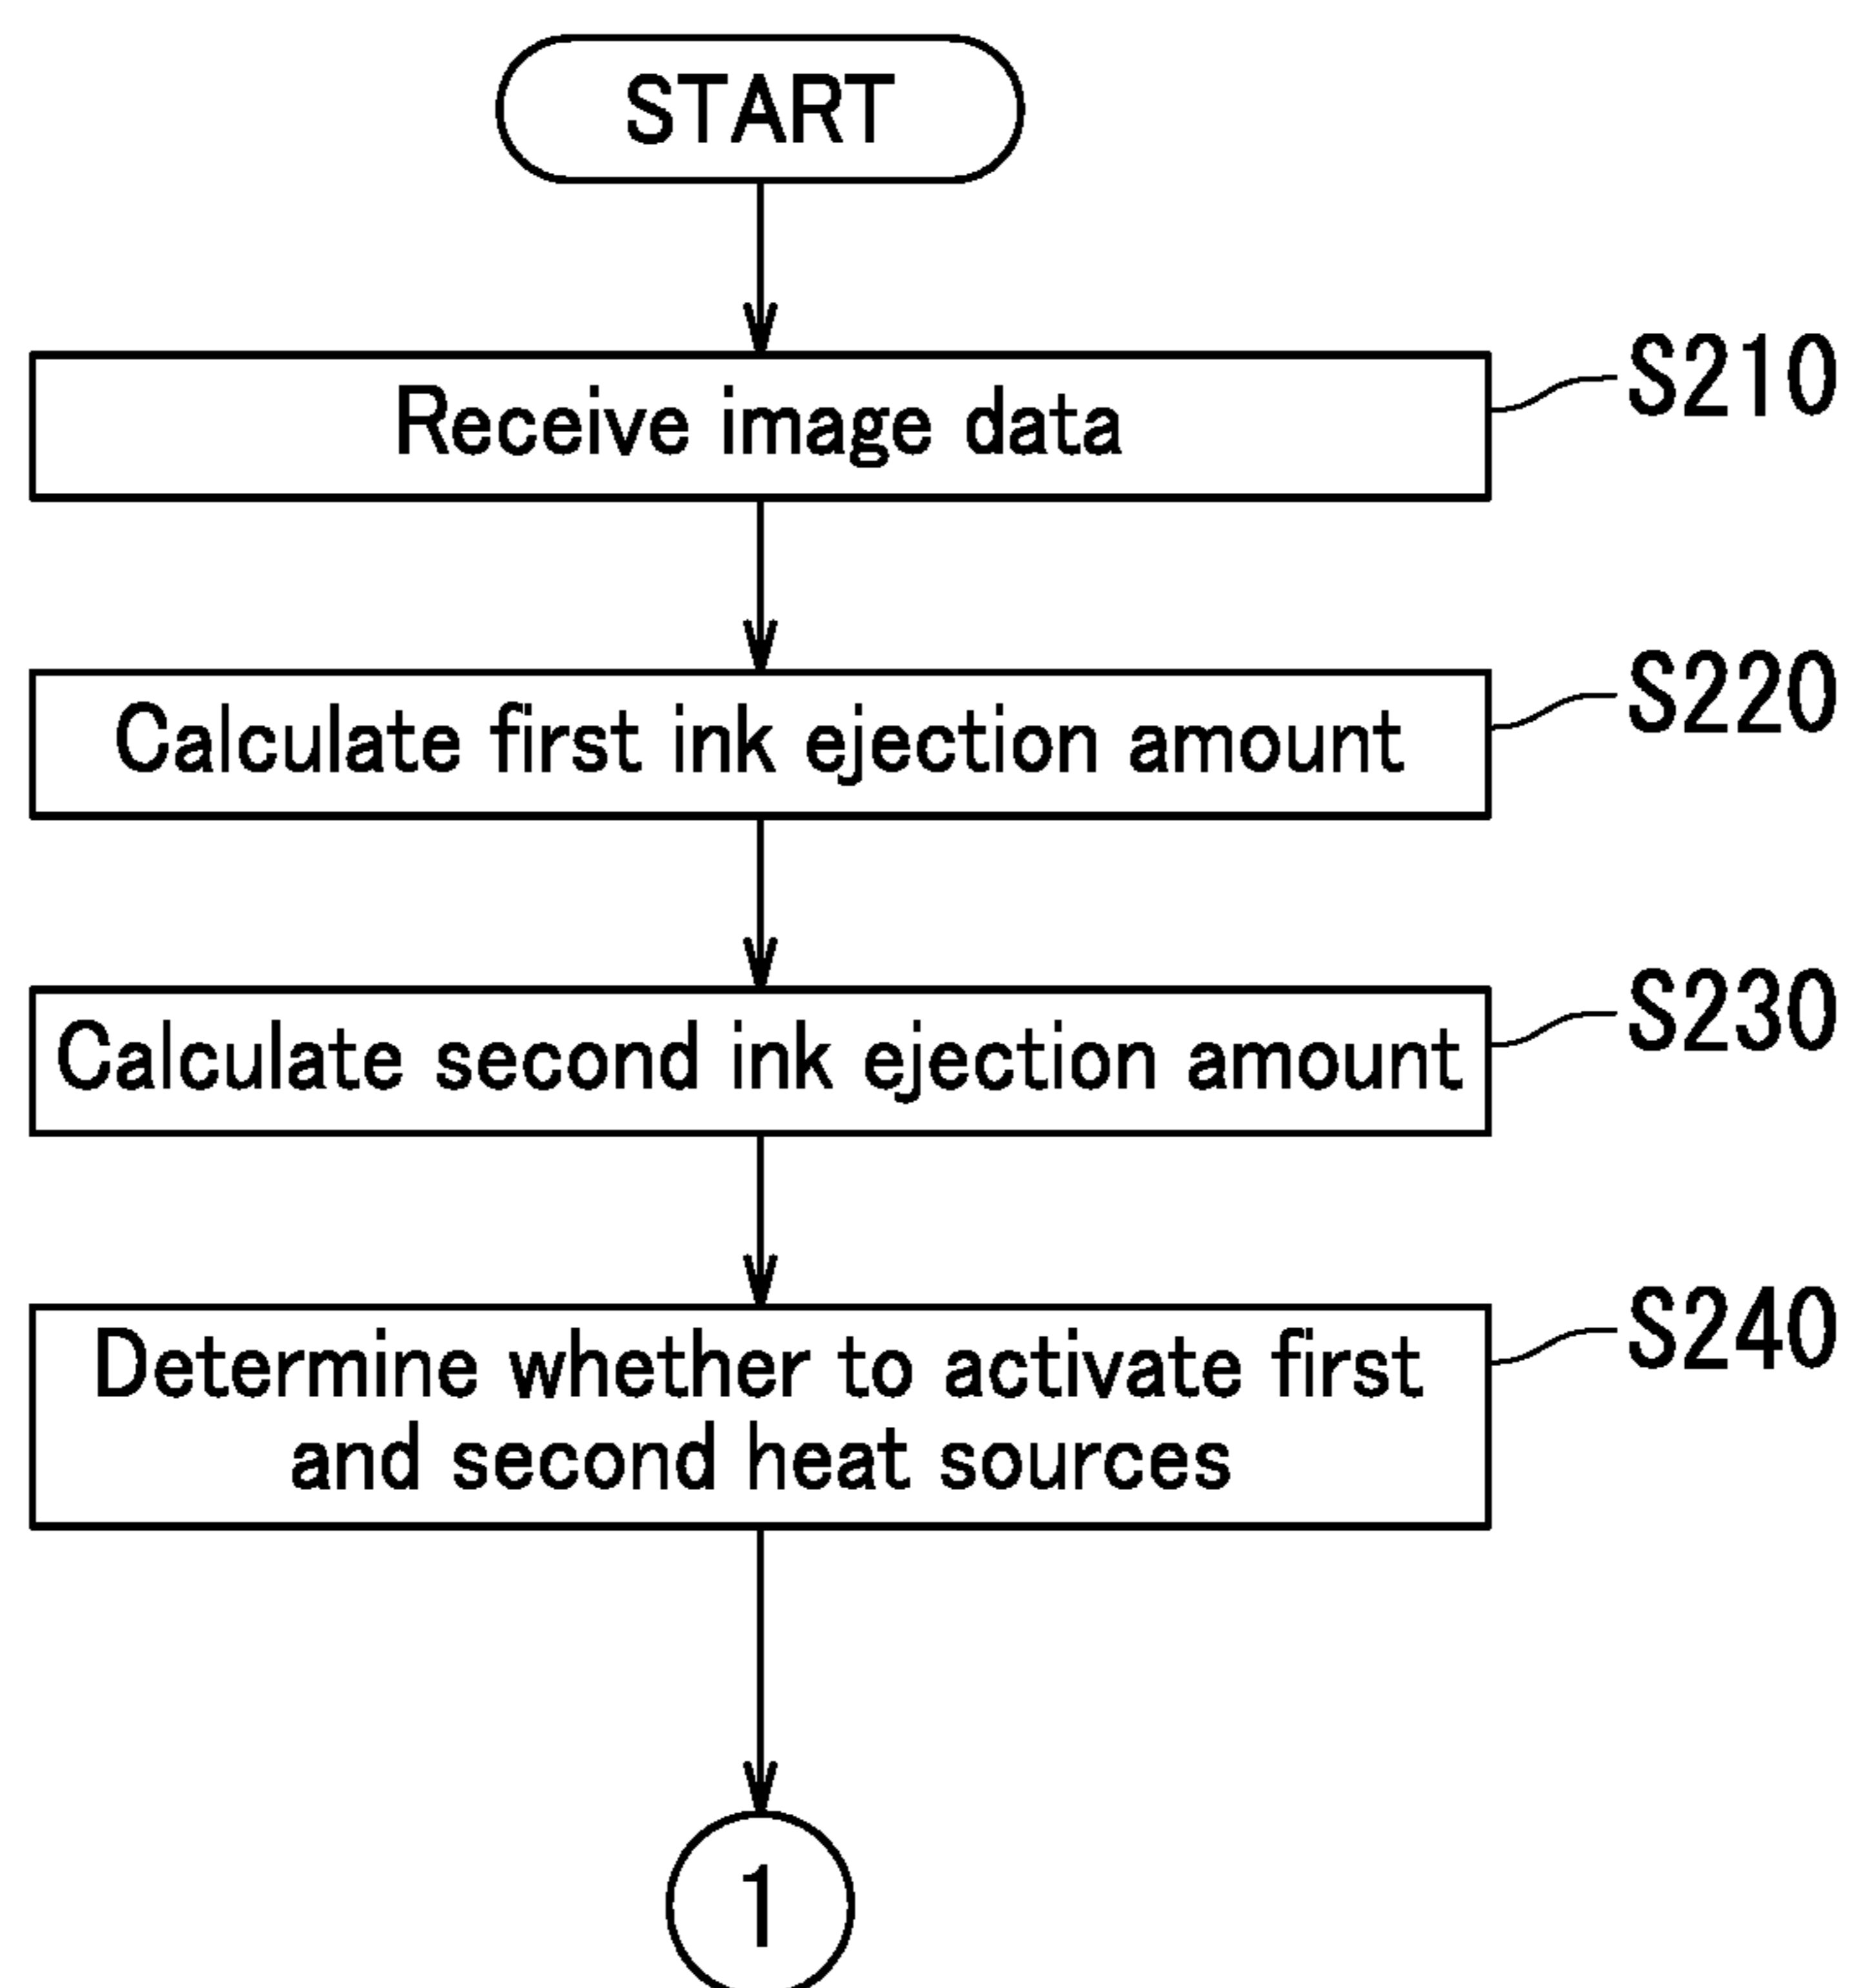 START
Receive image data
S210
Calculate first ink ejection amount
S220
Calculate second ink ejection amount
S230
Determine whether to activate first
and second heat sources
S240
1